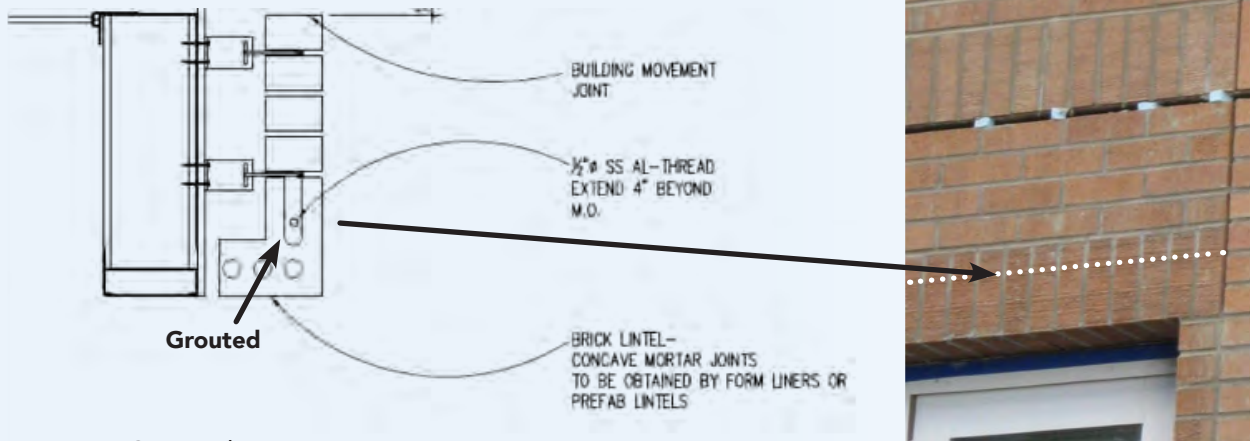 BUILDING MOVEMENT
JOINT
½"ø SS AL-THREAD
EXTEND 4" BEYOND
M.O.
Grouted
BRICK LINTEL-
CONCAVE MORTAR JOINTS
TO BE OBTAINED BY FORM LINERS OR
PREFAB LINTELS